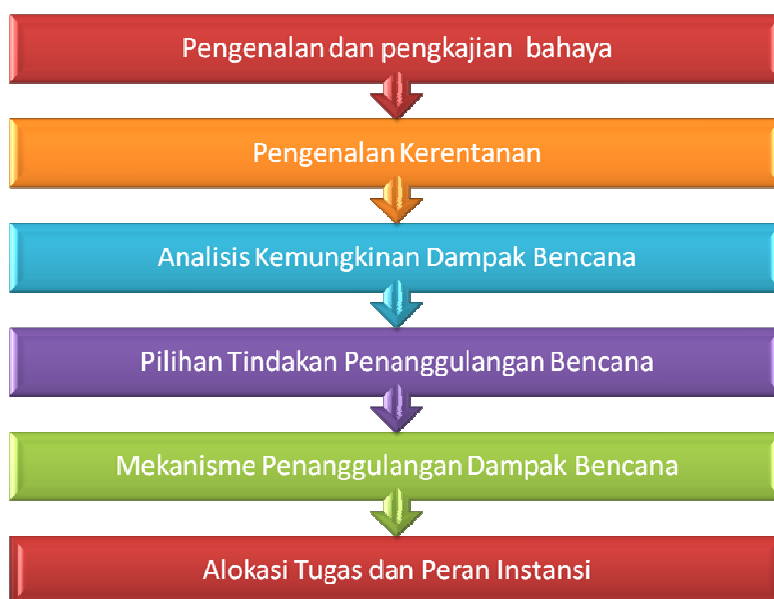 Pengenalan dan pengkajian bahaya
Pengenalan Kerentanan
Analisis Kemungkinan Dampak Bencana
Pilihan Tindakan Penanggulangan Bencana
Mekanisme Penanggulangan Dampak Bencana
Alokasi Tugas dan Peran Instansi